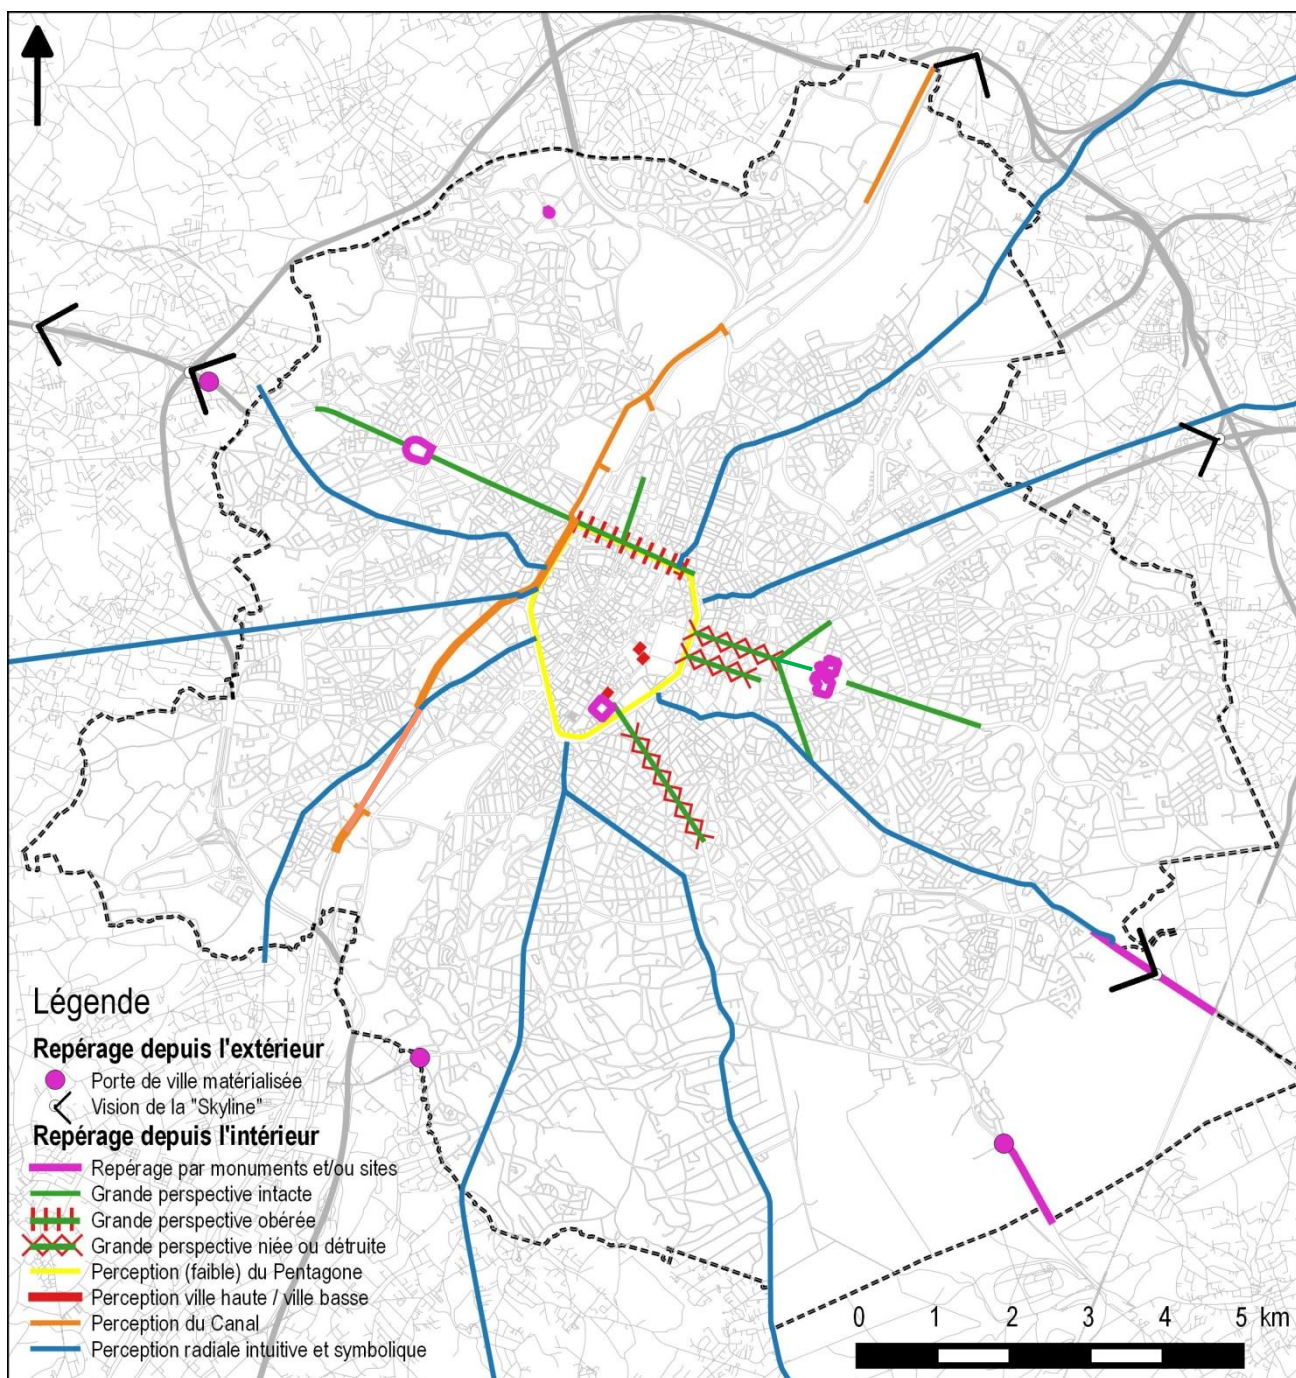 Légende
Repérage depuis l'extérieur
Porte de ville matérialisée
Vision de la "Skyline"
Repérage depuis l'intérieur
Repérage par monuments et/ou sites
Grande perspective intacte
Grande perspective obérée
Grande perspective niée ou détruite
Perception (faible) du Pentagone
Perception ville haute / ville basse
Perception du Canal
Perception radiale intuitive et symbolique
0 1 2 3 4 5 km